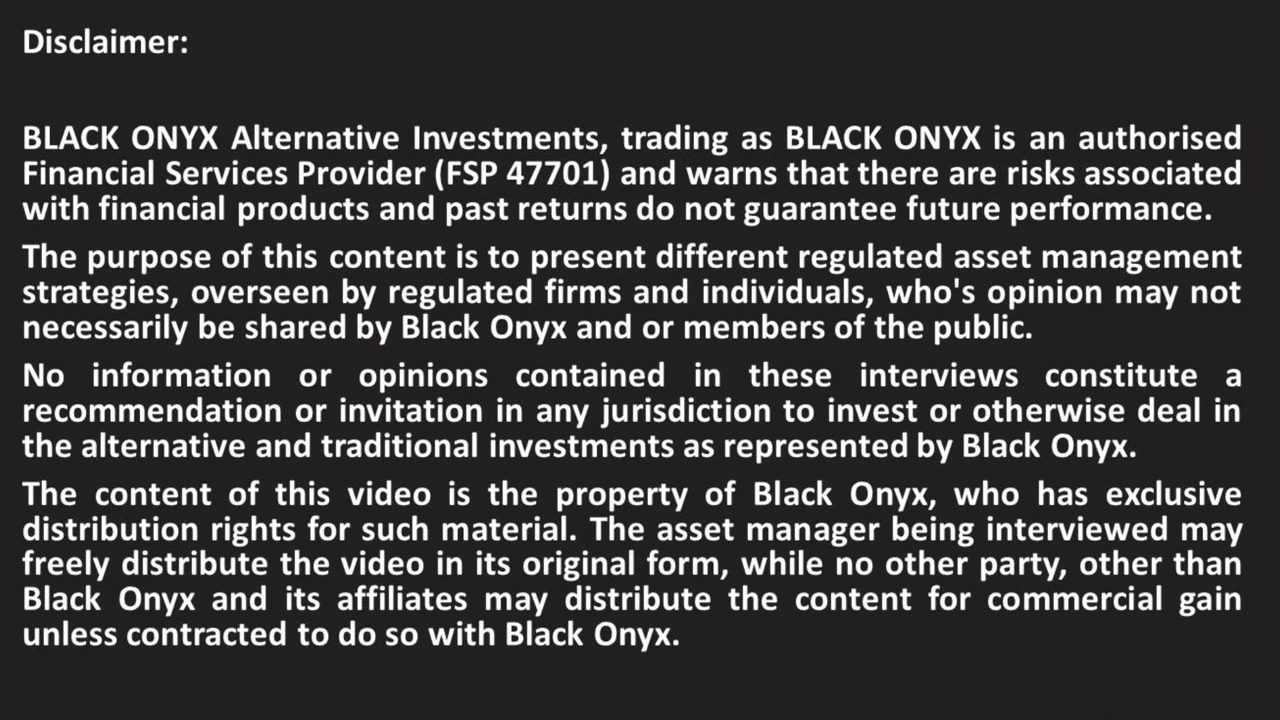 Disclaimer:
BLACK ONYX Alternative Investments, trading as BLACK ONYX is an authorised
Financial Services Provider (FSP 47701) and warns that there are risks associated
with financial products and past returns do not guarantee future performance.
The purpose of this content is to present different regulated asset management
strategies, overseen by regulated firms and individuals, who's opinion may not
necessarily be shared by Black Onyx and or members of the public.
No information or opinions contained in these interviews constitute a
recommendation or invitation in any jurisdiction to invest or otherwise deal in
the alternative and traditional investments as represented by Black Onyx.
The content of this video is the property of Black Onyx, who has exclusive
distribution rights for such material. The asset manager being interviewed may
freely distribute the video in its original form, while no other party, other than
Black Onyx and its affiliates may distribute the content for commercial gain
unless contracted to do so with Black Onyx.